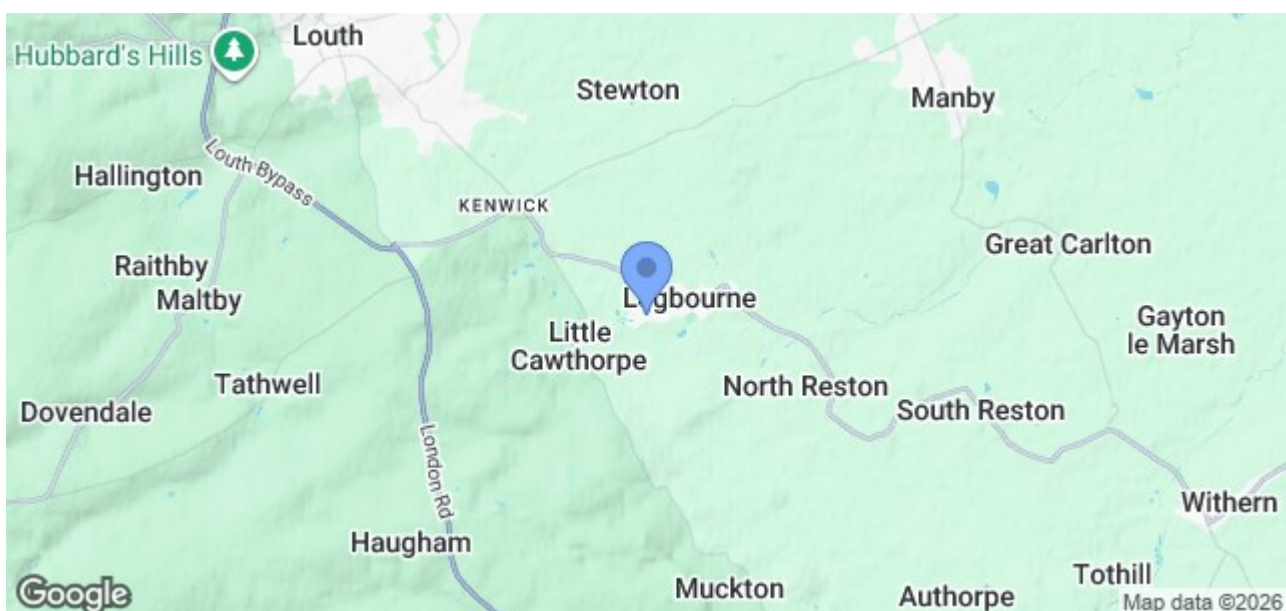 Louth
Hubbard's Hills
Stewton
Manby
Hallington
Louth Bypass
KENWICK
Great Carlton
Raithby
Maltby
Legbourne
Gayton
le Marsh
Little
Cawthorpe
Tathwell
North Reston
South Reston
Dovendale
London Rd
Withern
Haugham
Tothill
Muckton
Authorpe
Google
Map data ©2026